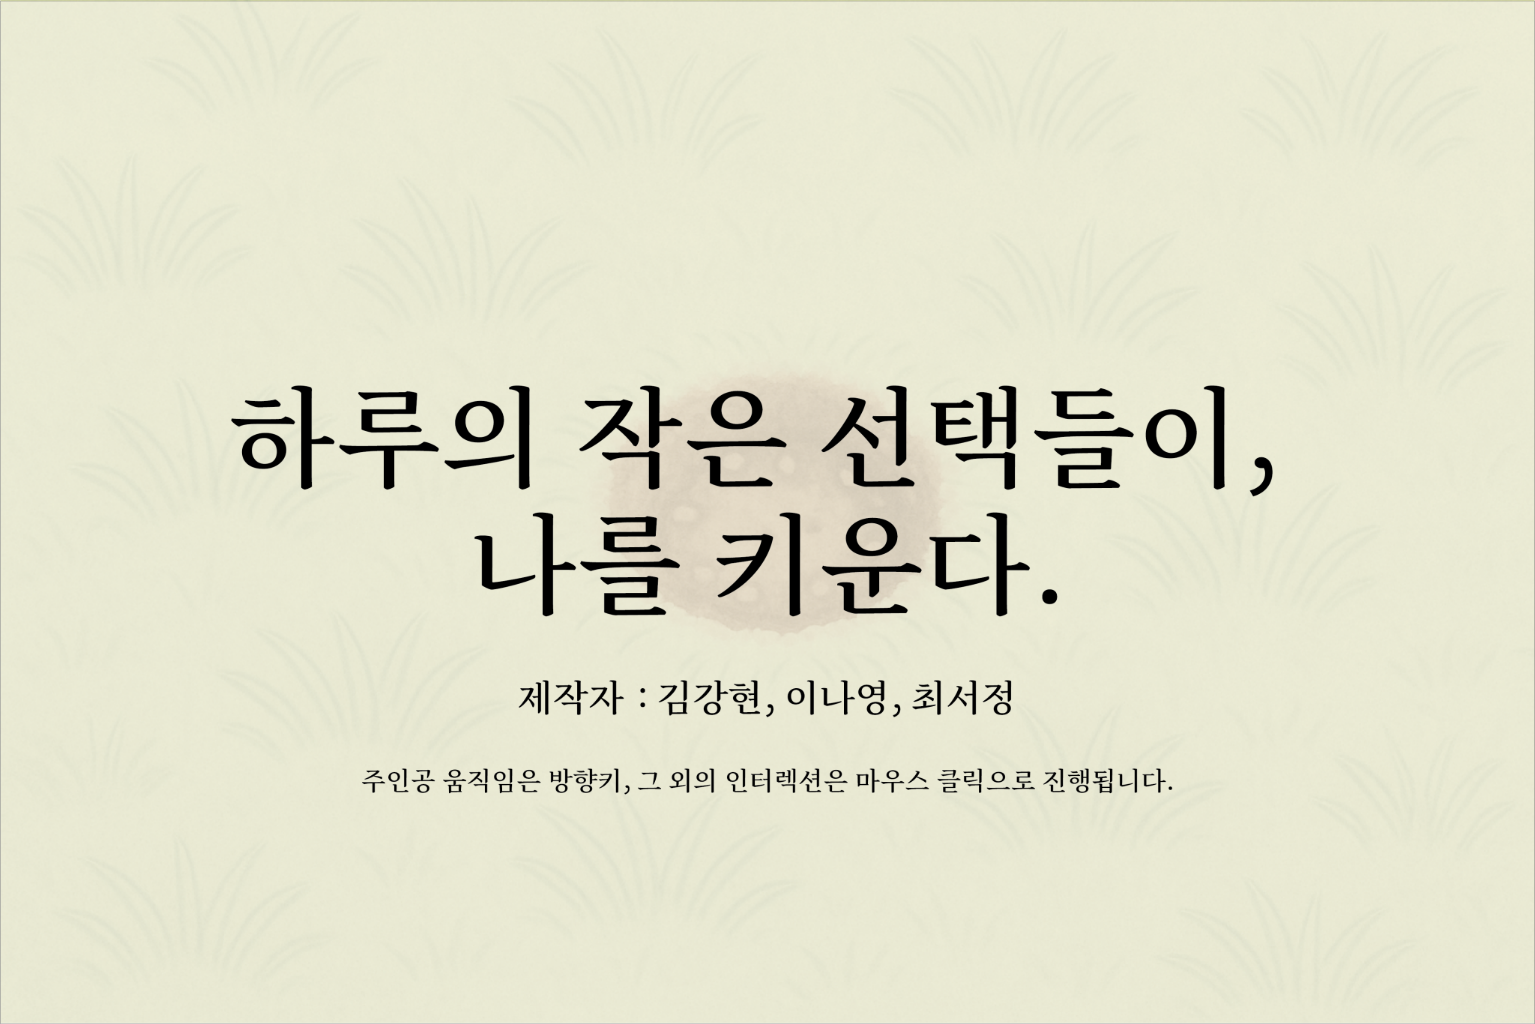 하루의 작은 선택들이,
나를 키운다.
제작자 : 김강현, 이나영, 최서정
주인공 움직임은 방향키, 그 외의 인터렉션은 마우스 클릭으로 진행됩니다.